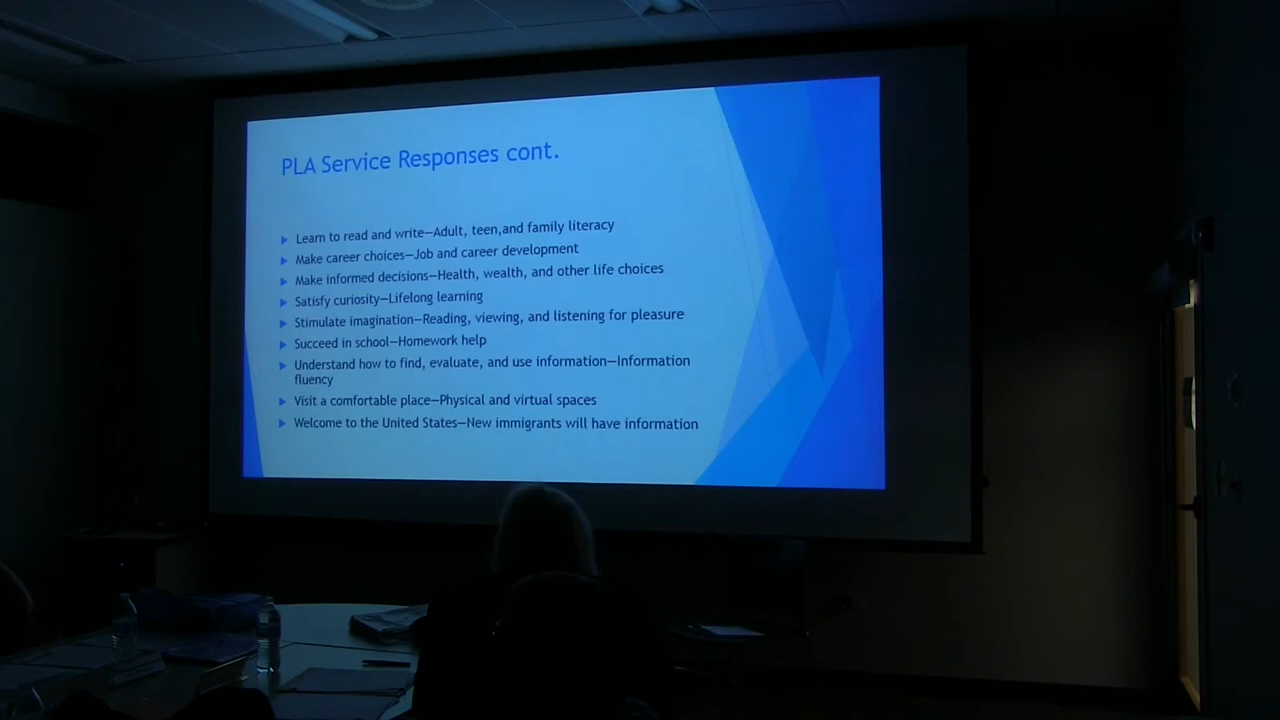 PLA Service Responses cont.
Learn to read and write—Adult, teen,and family literacy
Make career choices—Job and career development
Make informed decisions—Health, wealth, and other life choices
Satisfy curiosity—Lifelong learning
Stimulate imagination—Reading, viewing, and listening for pleasure
Succeed in school—Homework help
Understand how to find, evaluate, and use information—Information
fluency
Visit a comfortable place—Physical and virtual spaces
Welcome to the United States—New immigrants will have information